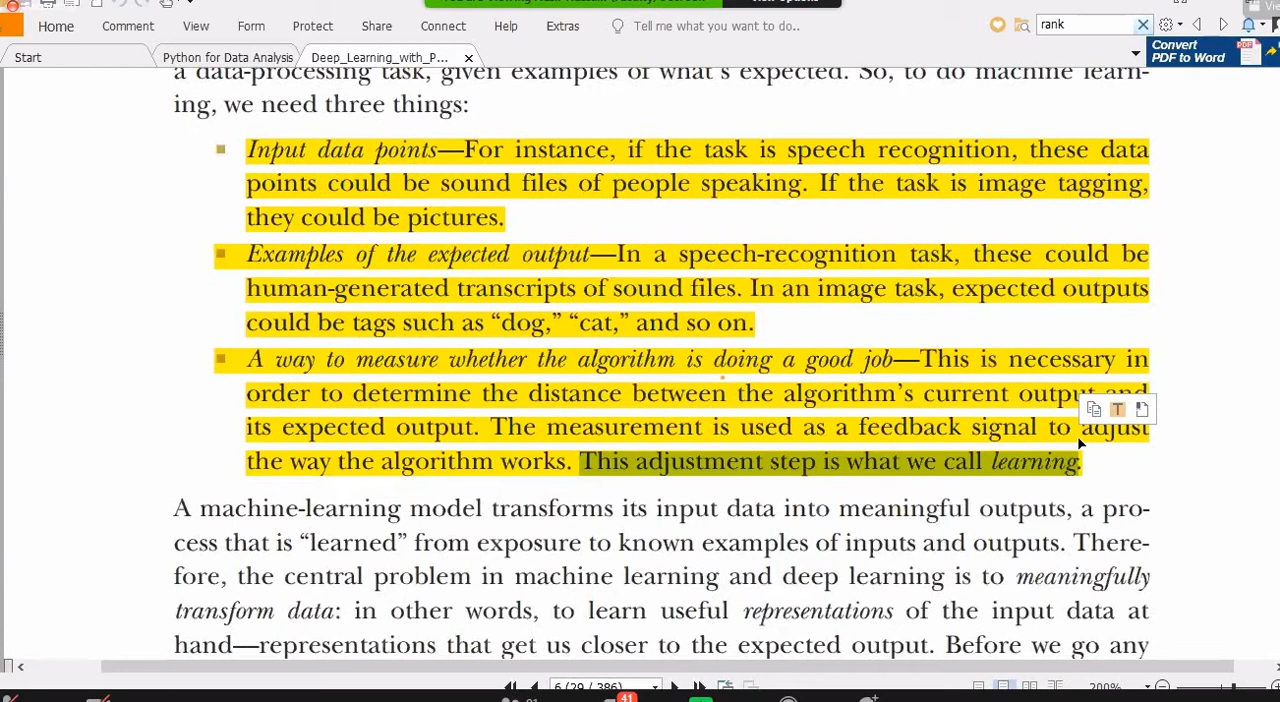 Home View Form Protect Share Connect Help Extras Tell me what you want to do... rank
Start Python for Data Analysis Deep_Learning_with_P... × Convert PDF to Word
a data-processing task, given examples of what's expected. So, to do machine learn-
ing, we need three things:
Input data points—For instance, if the task is speech recognition, these data
points could be sound files of people speaking. If the task is image tagging,
they could be pictures.
Examples of the expected output—In a speech-recognition task, these could be
human-generated transcripts of sound files. In an image task, expected outputs
could be tags such as “dog,” “cat,” and so on.
A way to measure whether the algorithm is doing a good job—This is necessary in
order to determine the distance between the algorithm's current output and
its expected output. The measurement is used as a feedback signal to adjust
the way the algorithm works. This adjustment step is what we call learning.
A machine-learning model transforms its input data into meaningful outputs, a pro-
cess that is “learned” from exposure to known examples of inputs and outputs. There-
fore, the central problem in machine learning and deep learning is to meaningfully
transform data: in other words, to learn useful representations of the input data at
hand—representations that get us closer to the expected output. Before we go any
6 (29 / 386) 200%
41